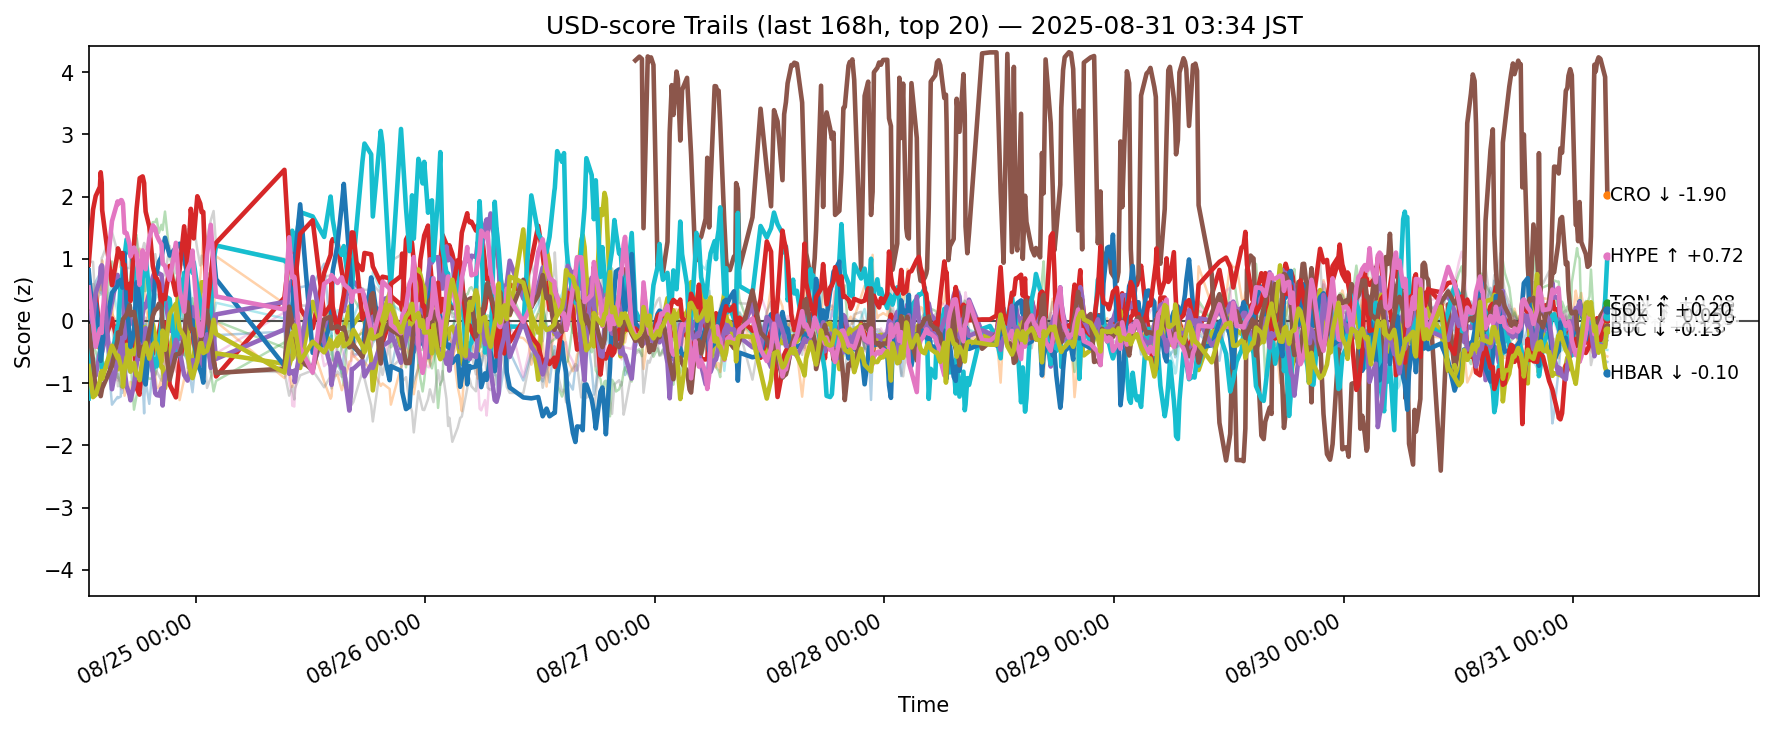 USD-score Trails (last 168h, top 20) — 2025-08-31 03:34 JST
4
3
2
1
0
−1
−2
−3
−4
Score (z)
CRO ↓ -1.90
HYPE ↑ +0.72
TON ↑ +0.08
SOL ↑ +0.20
BTC ↓ -0.13
HBAR ↓ -0.10
08/25 00:00
08/26 00:00
08/27 00:00
08/28 00:00
08/29 00:00
08/30 00:00
08/31 00:00
Time